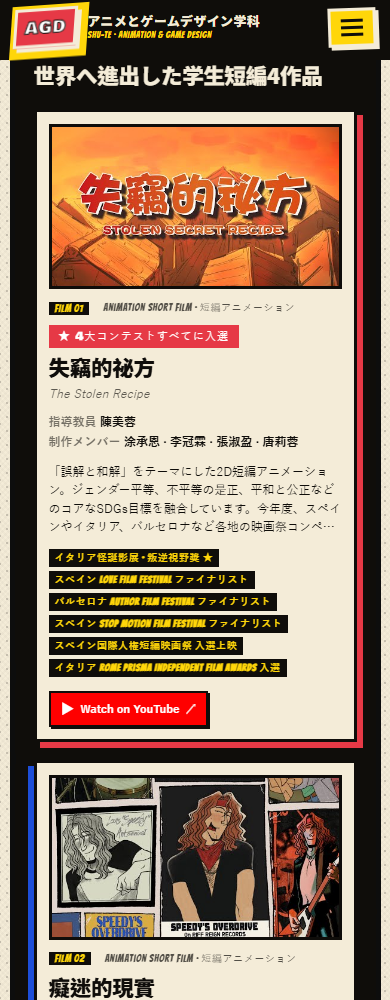 AGD
アニメとゲームデザイン学科
SHU-TE • ANIMATION & GAME DESIGN
世界へ進出した学生短編4作品
失竊的祕方
STOLEN SECRET RECIPE
FILM 01 ANIMATION SHORT FILM • 短編アニメーション
★ 4大コンテストすべてに入選
失竊的祕方
The Stolen Recipe
指導教員 陳美蓉
制作メンバー 涂承恩 · 李冠霖 · 張淑盈 · 唐莉蓉
「誤解と和解」をテーマにした2D短編アニメーショ
ン。ジェンダー平等、不平等の是正、平和と公正など
のコアなSDGs目標を融合しています。今年度、スペイ
ンやイタリア、バルセロナなど各地の映画祭コンペ…
イタリア怪誕影展 • 叛逆視野奬 ★
スペイン LOVE FILM FESTIVAL ファイナリスト
バルセロナ AUTHOR FILM FESTIVAL ファイナリスト
スペイン STOP MOTION FILM FESTIVAL ファイナリスト
スペイン国際人権短編映画祭 入選上映
イタリア ROME PRISMA INDEPENDENT FILM AWARDS 入選
▶ Watch on YouTube ↗
SPEEDY'S
OVERDRIVE
SPEEDY'S OVERDRIVE
On RIFF REIGN RECORDS
FILM 02 ANIMATION SHORT FILM • 短編アニメーション
癡迷的現實